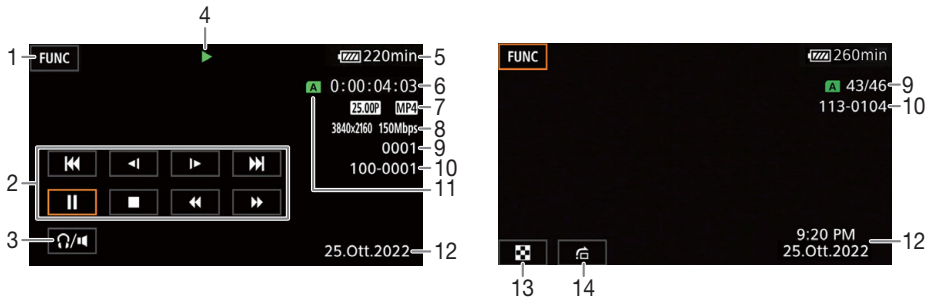 4
1 FUNC 220min 5
A 0:00:04:03 6
25.00P MP4 7
3840x2160 150Mbps 8
0001 9
100-0001 10
11
2
3
25.Ott.2022 12
FUNC 260min
A 43/46 9
113-0104 10
9:20 PM
25.Ott.2022 12
13 14